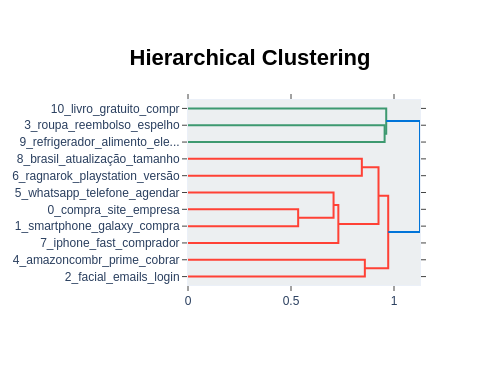 Hierarchical Clustering
10_livro_gratuito_compr
3_roupa_reembolso_espelho
9_refrigerador_alimento_ele...
8_brasil_atualização_tamanho
6_ragnarok_playstation_versão
5_whatsapp_telefone_agendar
0_compra_site_empresa
1_smartphone_galaxy_compra
7_iphone_fast_comprador
4_amazoncombr_prime_cobrar
2_facial_emails_login
0 0.5 1